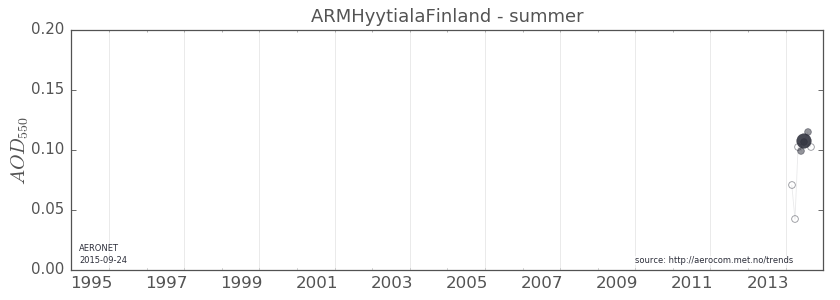 ARMHyytialaFinland - summer
0.20
0.15
0.10
0.05
0.00
AOD550
AERONET
2015-09-24
source: http://aerocom.met.no/trends
1995 1997 1999 2001 2003 2005 2007 2009 2011 2013